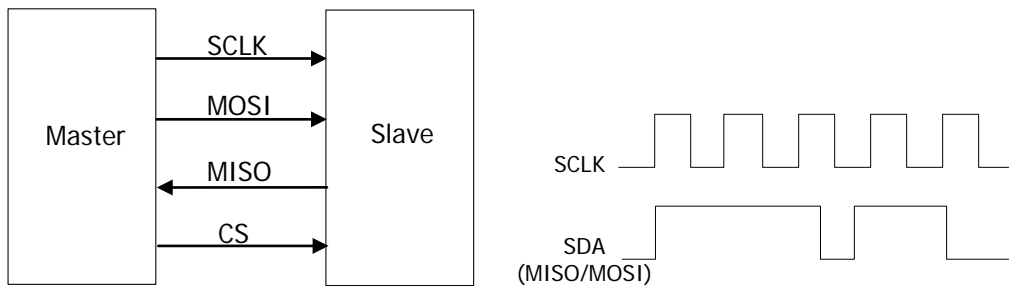 Master
SCLK
MOSI
MISO
CS
Slave
SCLK
SDA
(MISO/MOSI)